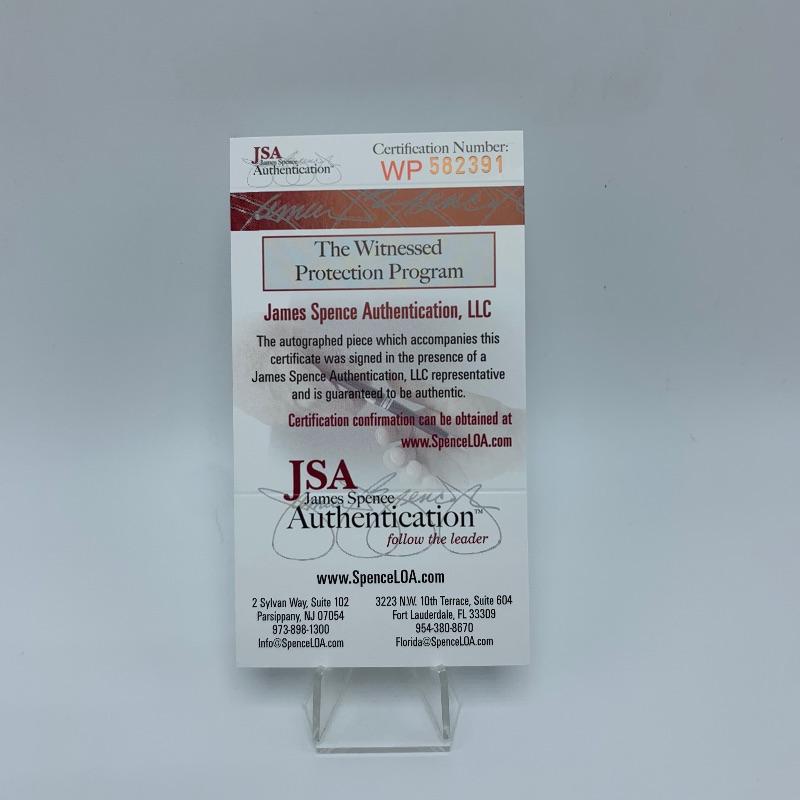 JSA
James Spence
Authentication
Certification Number:
WP 582391
James Spence
The Witnessed
Protection Program
James Spence Authentication, LLC
The autographed piece which accompanies this
certificate was signed in the presence of a
James Spence Authentication, LLC representative
and is guaranteed to be authentic.
Certification confirmation can be obtained at
www.SpenceLOA.com
JSA
James Spence
Authentication™
follow the leader
www.SpenceLOA.com
2 Sylvan Way, Suite 102
Parsippany, NJ 07054
973-898-1300
Info@SpenceLOA.com
3223 N.W. 10th Terrace, Suite 604
Fort Lauderdale, FL 33309
954-380-8670
Florida@SpenceLOA.com